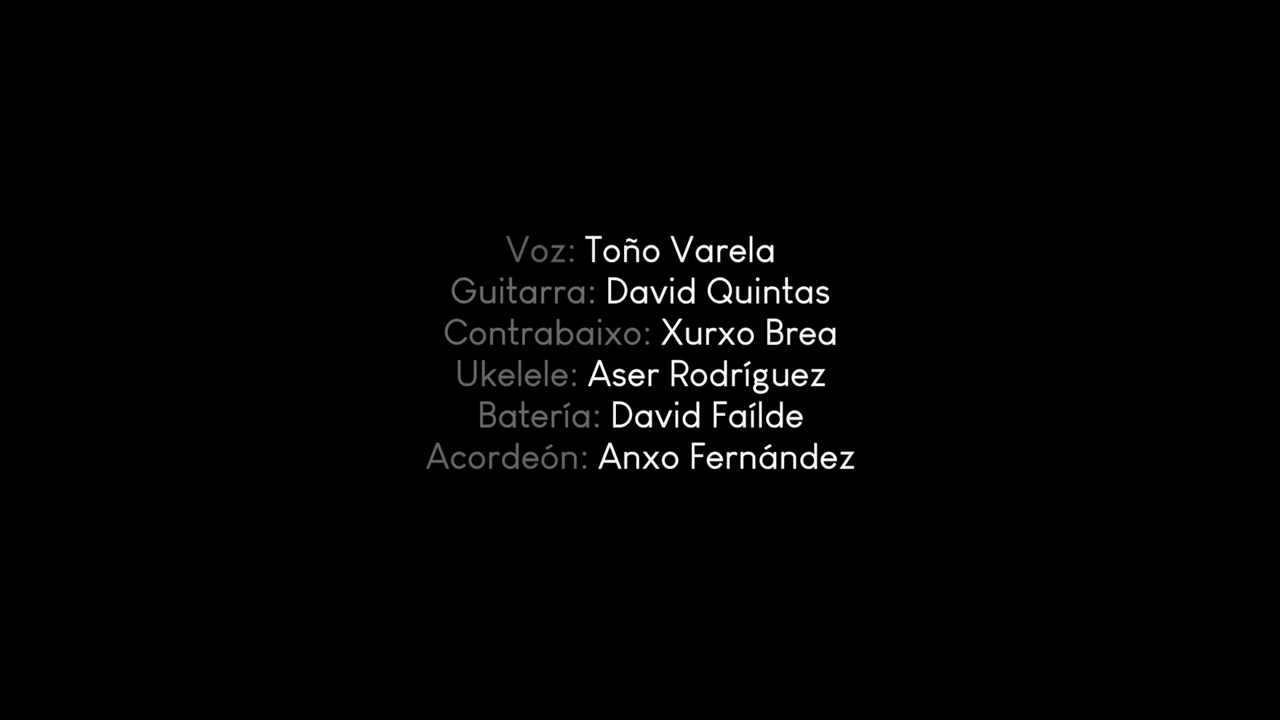 Voz: Toño Varela
Guitarra: David Quintas
Contrabaixo: Xurxo Brea
Ukelele: Aser Rodríguez
Batería: David Faílde
Acordeón: Anxo Fernández